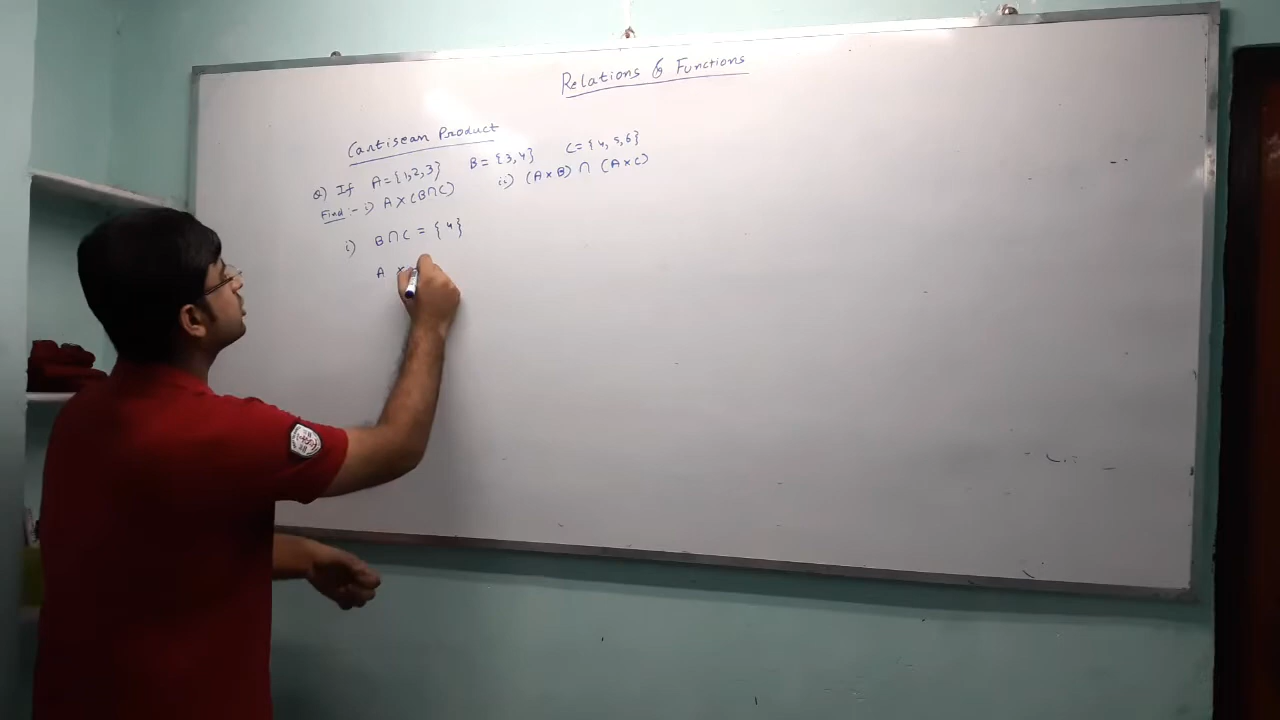 Relations & Functions
Cartisean Product
Q) If A={1,2,3} B={3,4} C={4,5,6}
Find:- i) A×(B∩C) ii) (A×B) ∩ (A×C)
i) B∩C = {4}
A ×